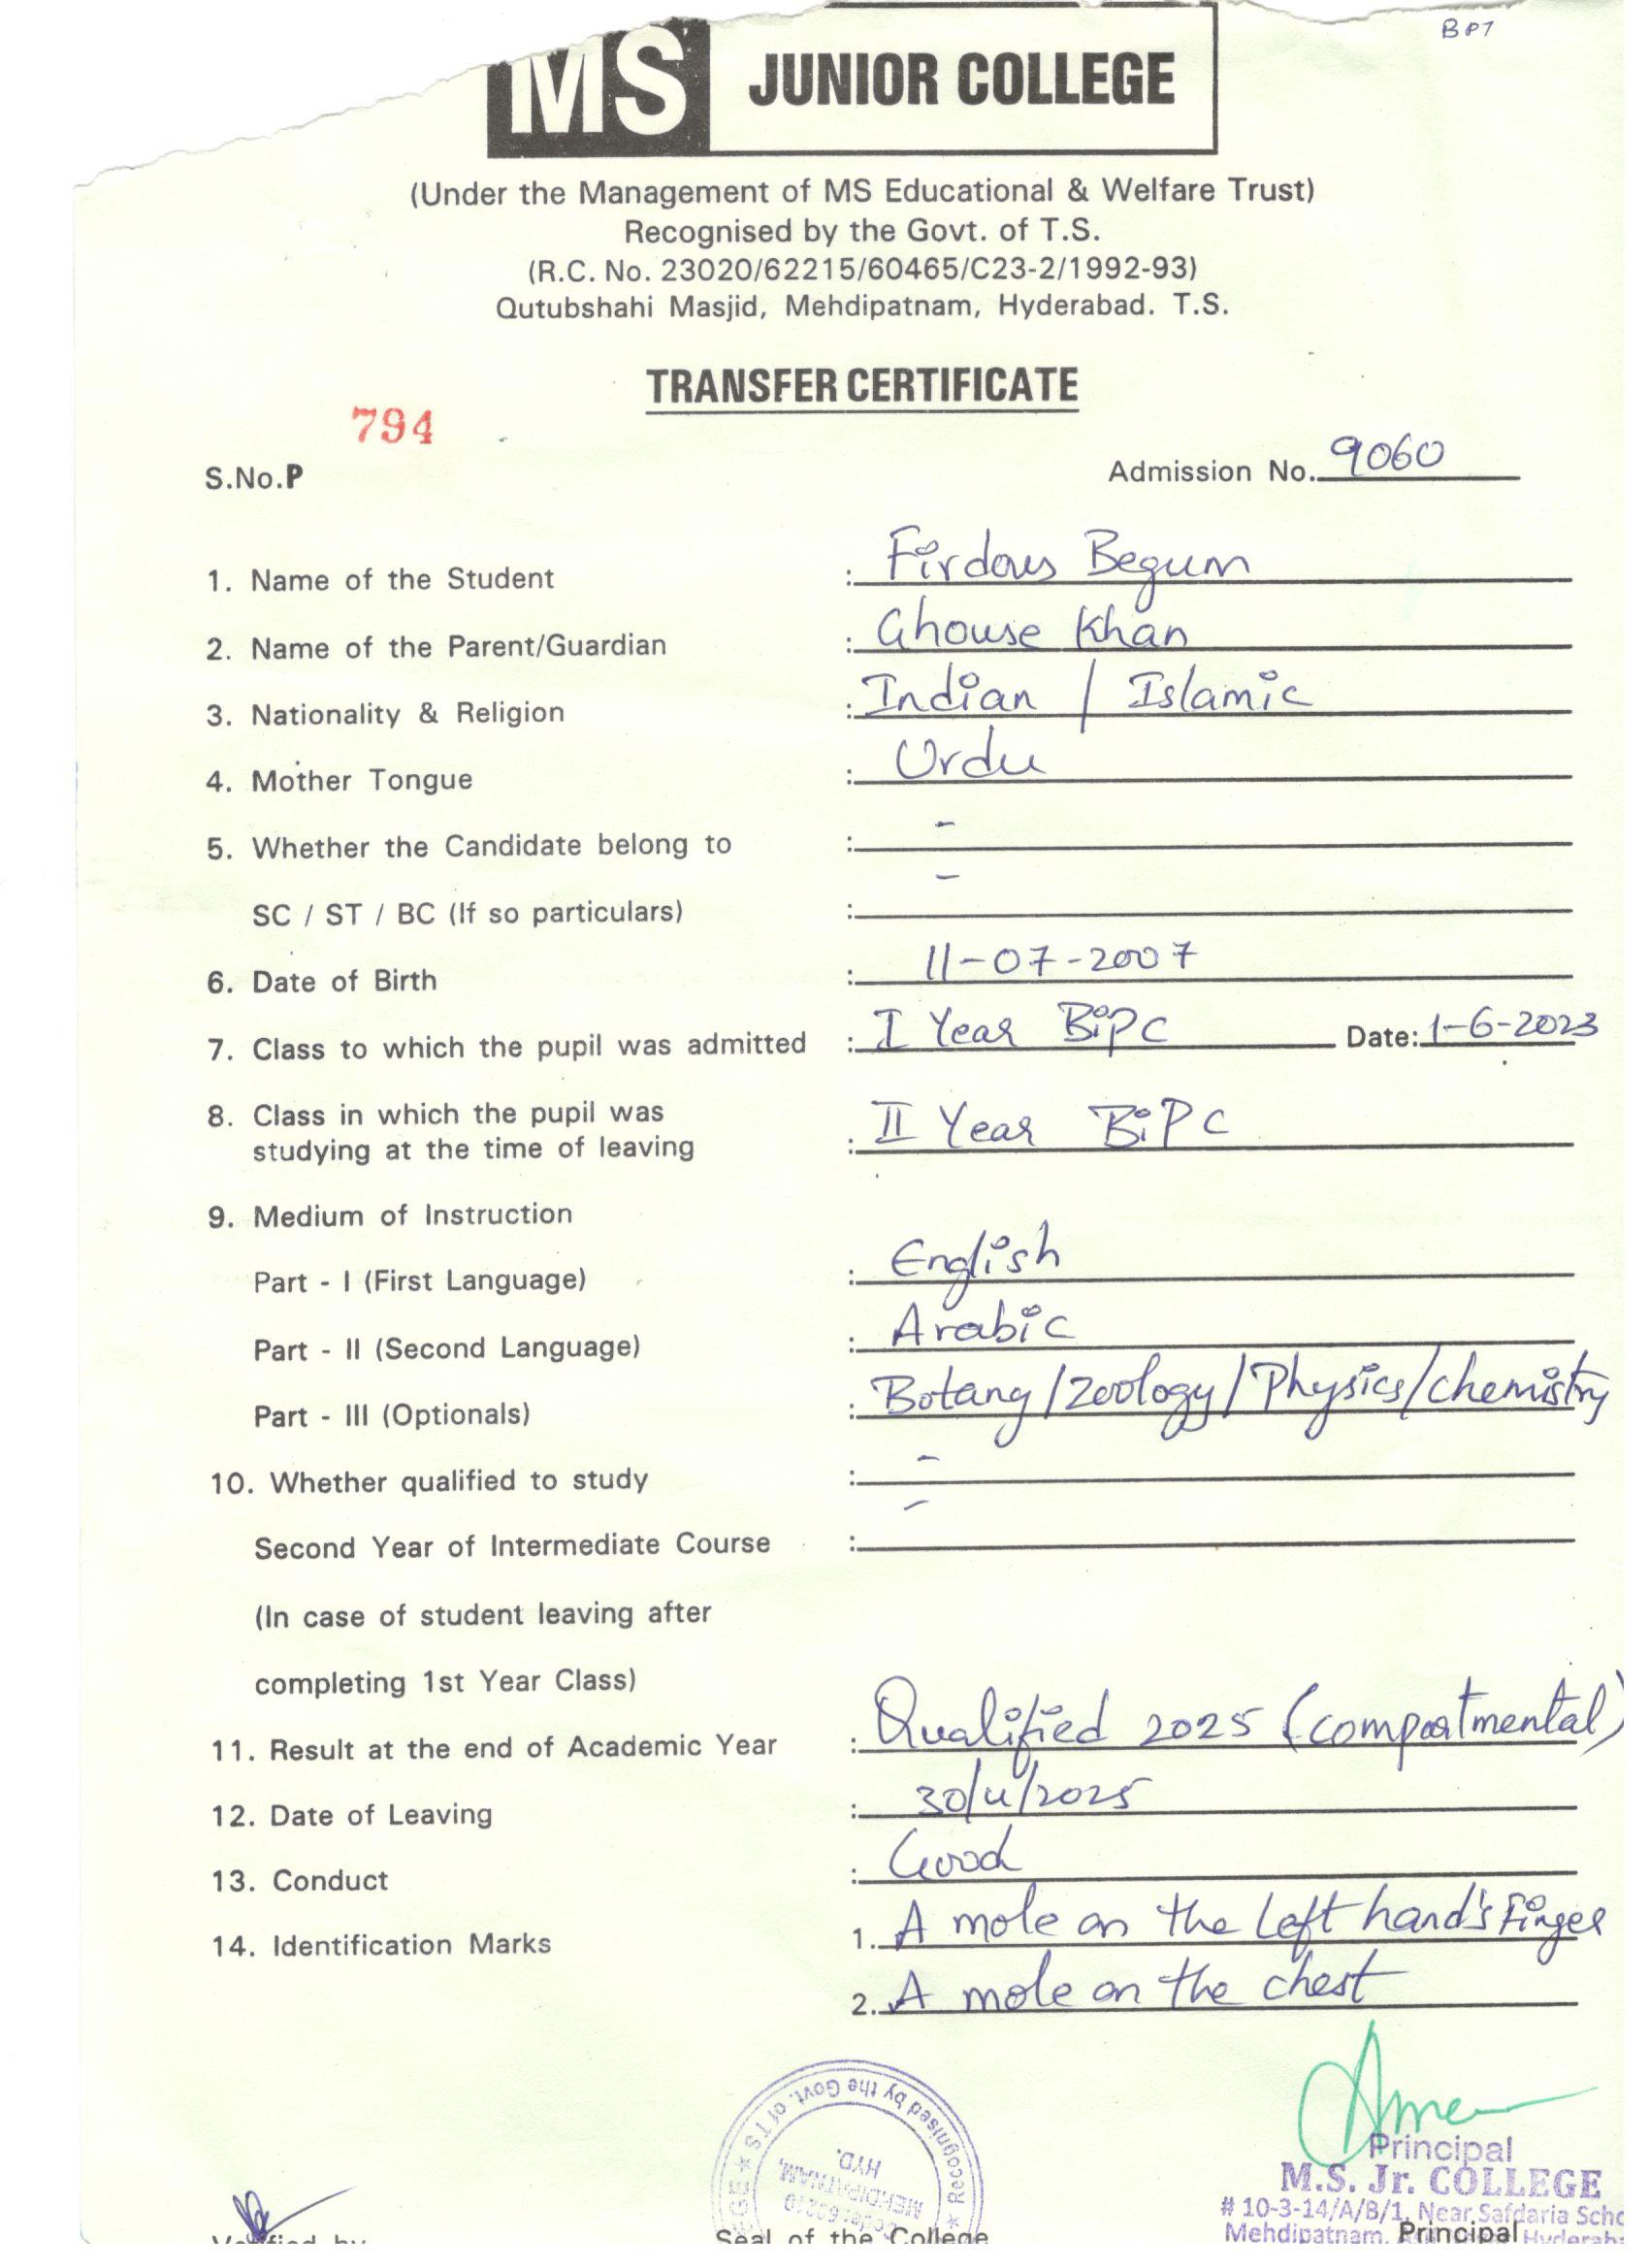 BPT
MS JUNIOR COLLEGE
(Under the Management of MS Educational & Welfare Trust)
Recognised by the Govt. of T.S.
(R.C. No. 23020/62215/60465/C23-2/1992-93)
Qutubshahi Masjid, Mehdipatnam, Hyderabad. T.S.
TRANSFER CERTIFICATE
794
S.No.P Admission No. 9060
1. Name of the Student : Firdous Begum
2. Name of the Parent/Guardian : Ghouse Khan
3. Nationality & Religion : Indian / Islamic
4. Mother Tongue : Urdu
5. Whether the Candidate belong to : -
SC / ST / BC (If so particulars) : -
6. Date of Birth : 11-07-2007
7. Class to which the pupil was admitted : I Year BiPC Date: 1-6-2023
8. Class in which the pupil was
studying at the time of leaving : II Year BiPC
9. Medium of Instruction
Part - I (First Language) : English
Part - II (Second Language) : Arabic
Part - III (Optionals) : Botany/Zoology/Physics/chemistry
10. Whether qualified to study : -
Second Year of Intermediate Course : -
(In case of student leaving after
completing 1st Year Class)
11. Result at the end of Academic Year : Qualified 2025 (compartmental)
12. Date of Leaving : 30/4/2025
13. Conduct : Good
14. Identification Marks 1. A mole on the Left hand's Finger
2. A mole on the chest
Recognised by the Govt. of TS
MEHDIPATNAM,
HYD.
Principal
M.S. Jr. COLLEGE
# 10-3-14/A/B/1, Near Safdaria
Mehdipatnam,
Seal of the College Principal